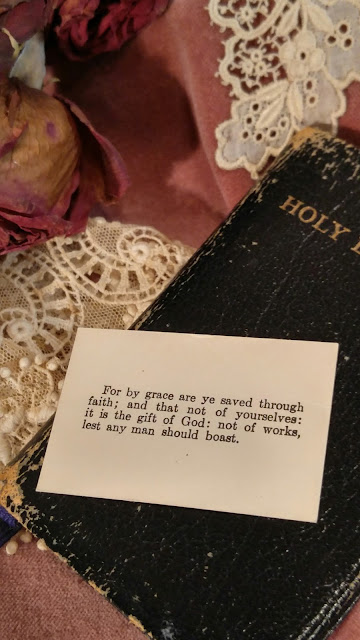 HOLY
For by grace are ye saved through
faith; and that not of yourselves:
it is the gift of God: not of works,
lest any man should boast.